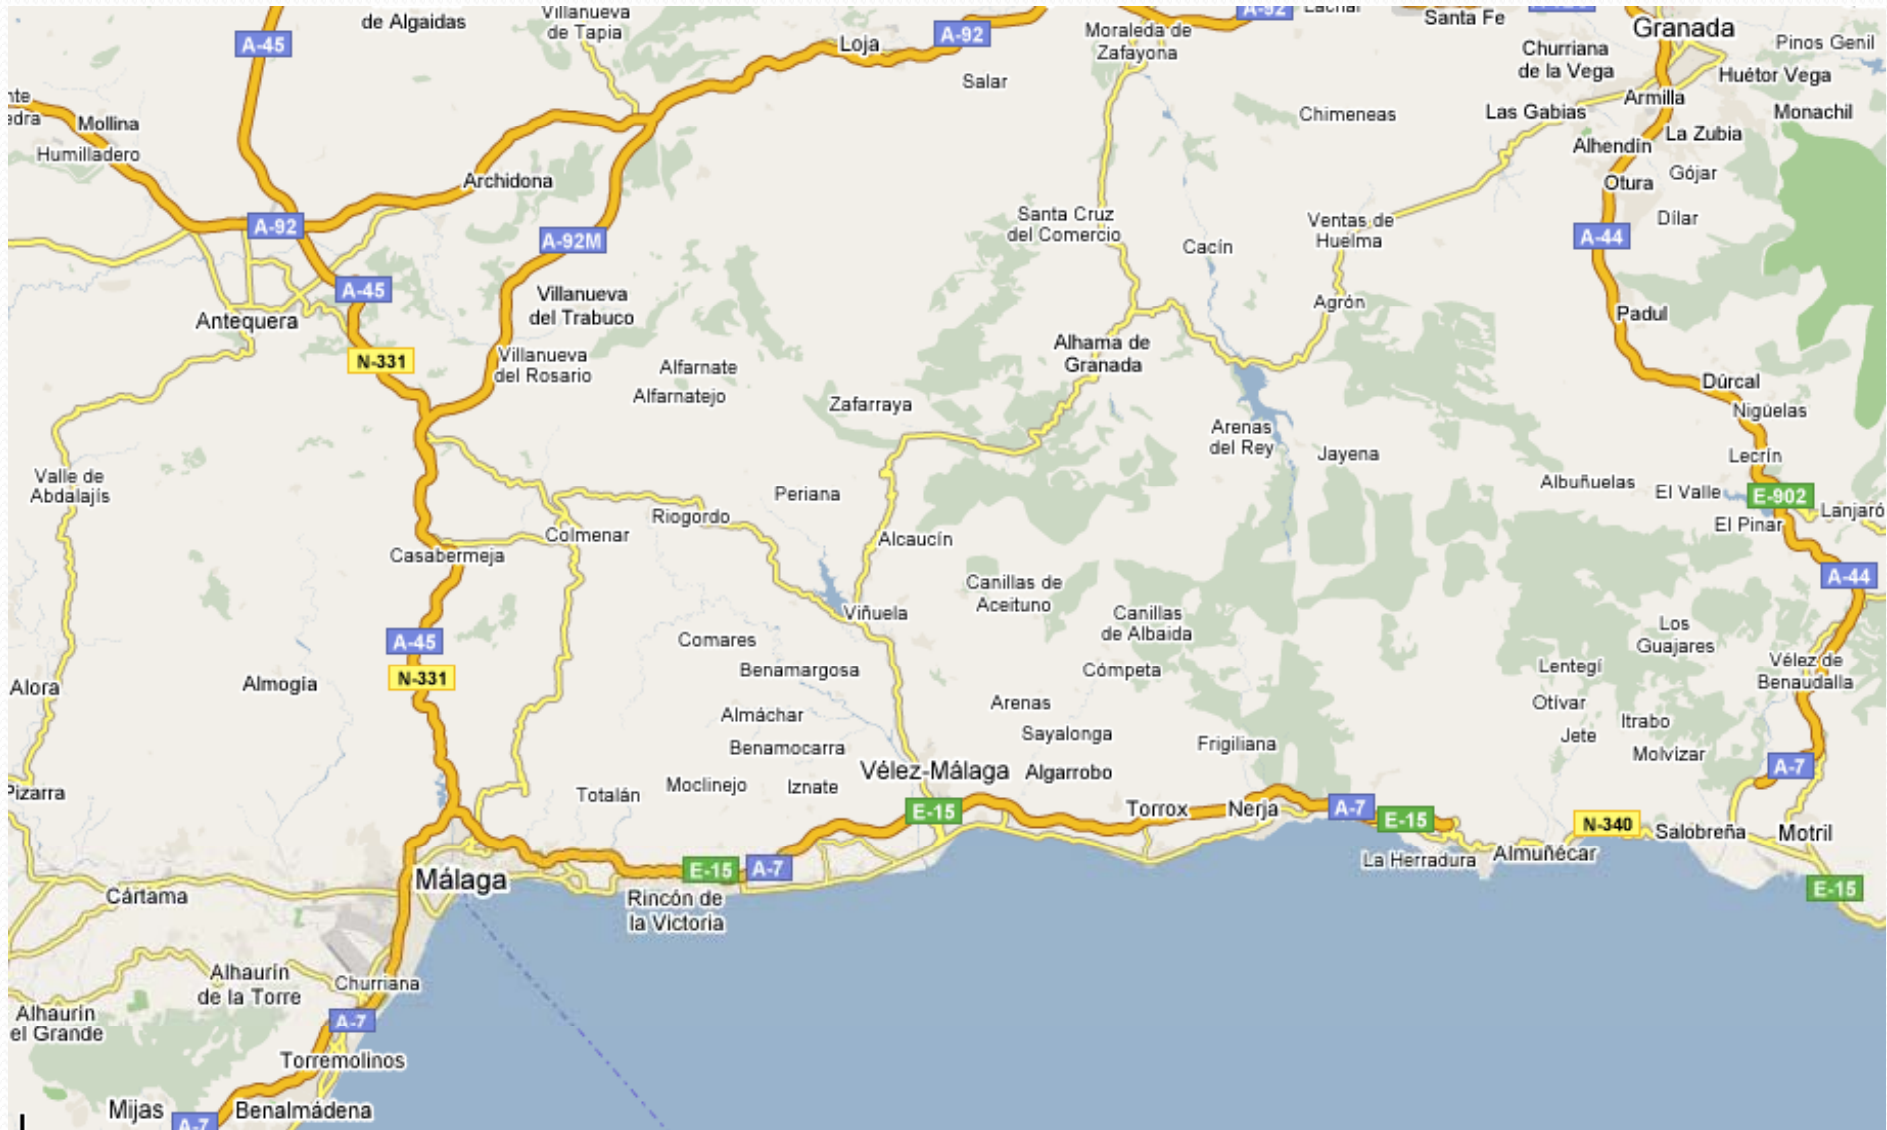 de Algaidas
Villanueva
de Tapia
A-45
Loja
A-92
Moraleda de
Zafayona
A-92
Santa Fe
Granada
Churriana
de la Vega
Pinos Genil
Huétor Vega
Salar
Mollina
Humilladero
Chimeneas
Las Gabias
Armilla
Monachil
La Zubia
Alhendín
Archidona
Otura
Gójar
Dílar
A-92
A-92M
Santa Cruz
del Comercio
Cacín
Ventas de
Huelma
A-44
A-45
Villanueva
del Trabuco
Agrón
Antequera
Padul
N-331
Villanueva
del Rosario
Alfarnate
Alfarnatejo
Alhama de
Granada
Zafarraya
Dúrcal
Nigüelas
Arenas
del Rey
Jayena
Lecrín
Valle de
Abdalajís
Periana
Albuñuelas
El Valle
E-902
Lanjaró
El Pinar
Riogordo
Colmenar
Alcaucín
Casabermeja
A-44
Canillas de
Aceituno
Viñuela
Canillas
de Albaida
Los
Guajares
A-45
N-331
Comares
Benamargosa
Cómpeta
Lentegí
Vélez de
Benaudalla
Alora
Almogia
Arenas
Otívar
Almáchar
Sayalonga
Itrabo
Jete
Benamocarra
Frigiliana
Molvizar
Vélez-Málaga
Algarrobo
A-7
Pizarra
Totalán
Moclinejo
Iznate
E-15
Torrox
Nerja
A-7
E-15
N-340
Salobreña
Motril
La Herradura
Almuñécar
E-15
A-7
Málaga
E-15
Cártama
Rincón de
la Victoria
Alhaurín
de la Torre
Churriana
Alhaurín
el Grande
A-7
Torremolinos
Mijas
A-7
Benalmádena